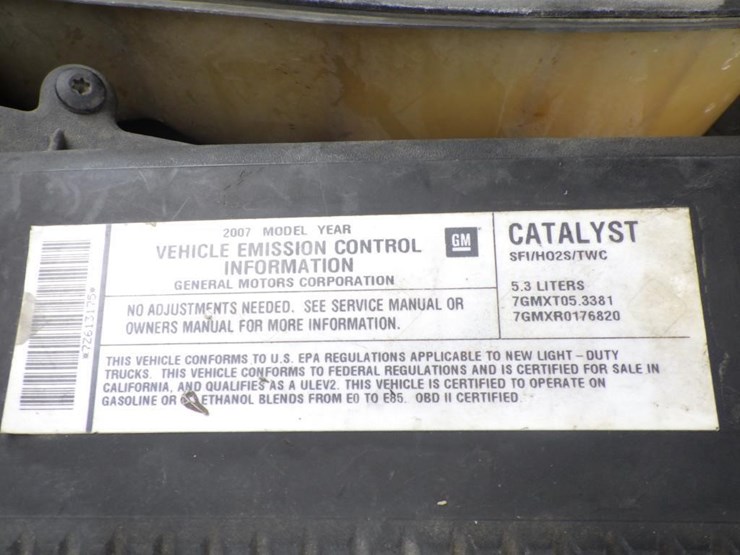 2007 MODEL YEAR
VEHICLE EMISSION CONTROL
INFORMATION
GENERAL MOTORS CORPORATION
GM
NO ADJUSTMENTS NEEDED. SEE SERVICE MANUAL OR
OWNERS MANUAL FOR MORE INFORMATION.
CATALYST
SFI/HO2S/TWC
5.3 LITERS
7GMXT05.3381
7GMXR0176820
THIS VEHICLE CONFORMS TO U.S. EPA REGULATIONS APPLICABLE TO NEW LIGHT-DUTY
TRUCKS. THIS VEHICLE CONFORMS TO FEDERAL REGULATIONS AND IS CERTIFIED FOR SALE IN
CALIFORNIA, AND QUALIFIES AS A ULEV2. THIS VEHICLE IS CERTIFIED TO OPERATE ON
GASOLINE OR ETHANOL BLENDS FROM E0 TO E85. OBD II CERTIFIED
*72613175*